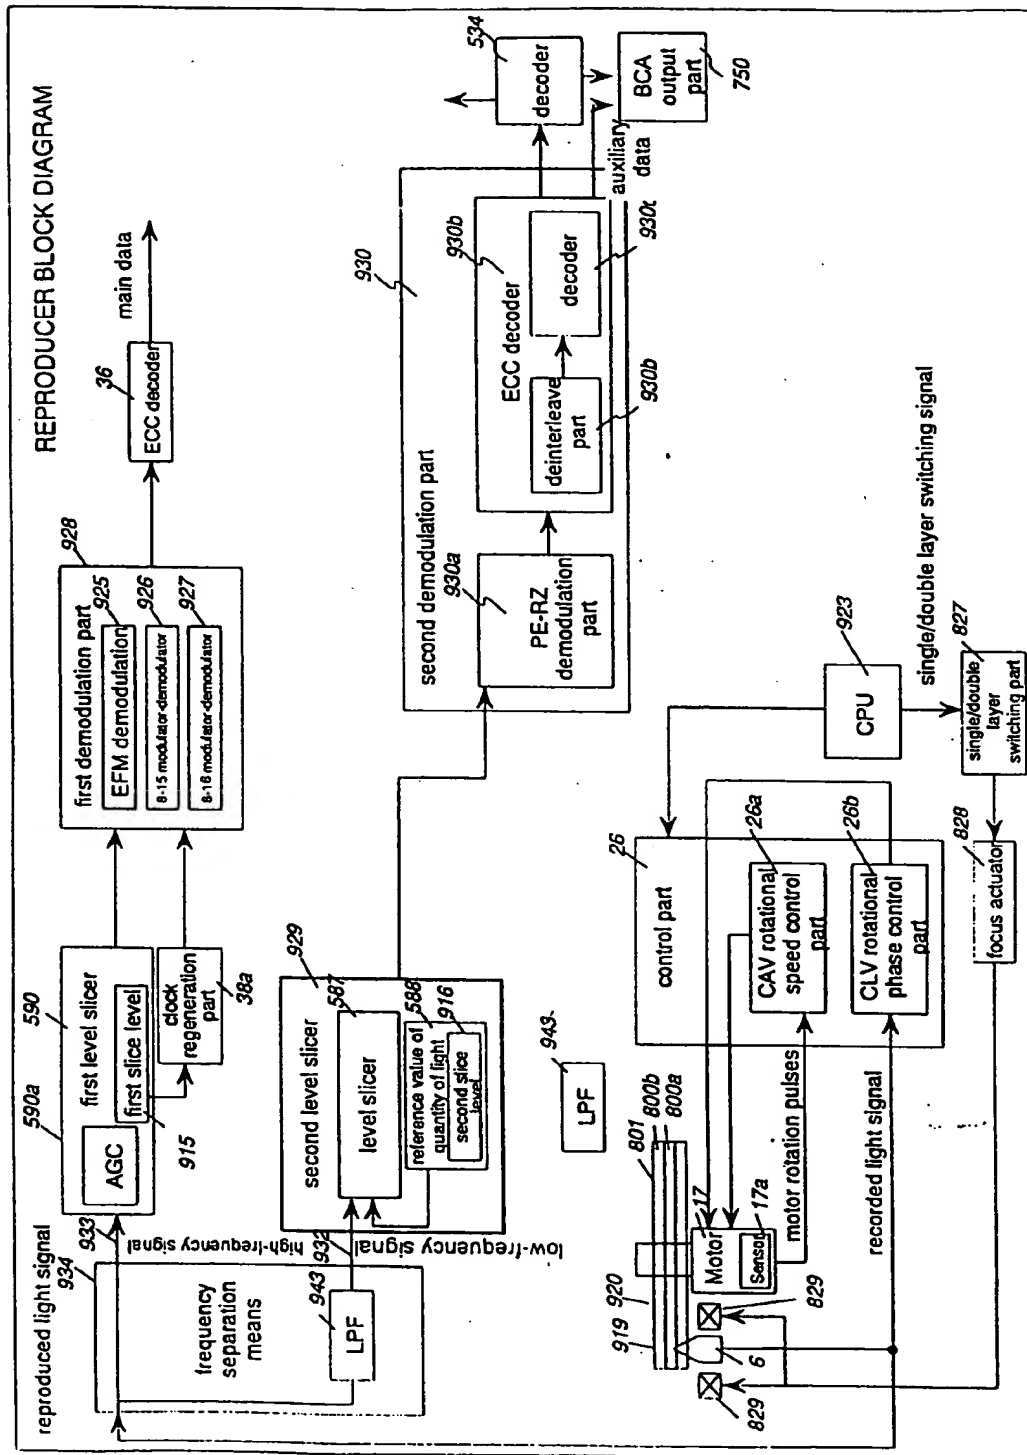 REPRODUCER BLOCK DIAGRAM
reproduced light signal
934
frequency
separation
means
943
LPF
933
high-frequency signal
932
low-frequency signal
590a
590
first level slicer
AGC
first slice level
915
clock
regeneration
part
38a
928
first demodulation part
925
EFM demodulation
926
8-15 modulator-demodulator
927
8-16 modulator-demodulator
36
ECC decoder
main data
929
second level slicer
587
level slicer
588
reference value of
quantity of light
916
second slice
level
930
second demodulation part
930a
PE-RZ
demodulation
part
930b
ECC decoder
deinterleave
part
930b
decoder
930c
534
decoder
auxiliary
data
BCA
output
part
750
943
LPF
919
920
801
800b
800a
17
Motor
17a
Sensor
829
829
6
motor rotation pulses
recorded light signal
26
control part
26a
CAV rotational
speed control
part
26b
CLV rotational
phase control
part
923
CPU
single/double layer switching signal
827
single/double
layer
switching part
828
focus actuator